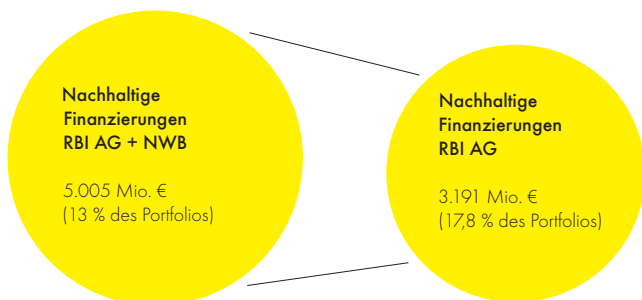 Nachhaltige
Finanzierungen
RBI AG + NWB
5.005 Mio. €
(13 % des Portfolios)
Nachhaltige
Finanzierungen
RBI AG
3.191 Mio. €
(17,8 % des Portfolios)